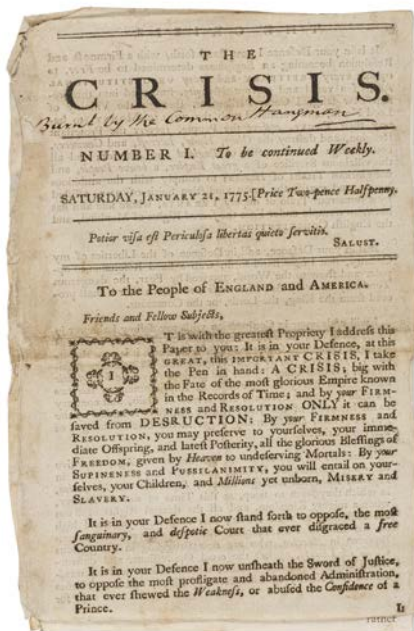 THE
CRISIS.
Burnt by the Common Hangman
NUMBER I. To be continued Weekly.
SATURDAY, JANUARY 21, 1775. [Price Two-pence Halfpenny.
Potior visa est Periculosa libertas quieto servitio.
SALUST.
To the People of ENGLAND and AMERICA.
Friends and Fellow Subjects,
IT is with the greatest Propriety I address this
Paper to you: It is in your Defence, at this
GREAT, this IMPORTANT CRISIS, I take
the Pen in hand: A CRISIS; big with
the Fate of the most glorious Empire known
in the Records of Time; and by your FIRM-
NESS and RESOLUTION ONLY it can be
saved from DESRUCTION: By your FIRMNESS and
RESOLUTION, you may preserve to yourselves, your imme-
diate Offspring, and latest Posterity, all the glorious Blessings of
FREEDOM, given by Heaven to undeserving Mortals: By your
SUPINENESS and PUSSILANIMITY, you will entail on your-
selves, your Children, and Millions yet unborn, MISERY and
SLAVERY.
It is in your Defence I now stand forth to oppose, the most
sanguinary, and despotic Court that ever disgraced a free
Country.
It is in your Defence I now unsheath the Sword of Justice,
to oppose the most profligate and abandoned Administration,
that ever shewed the Weakness, or abused the Confidence of a
Prince.